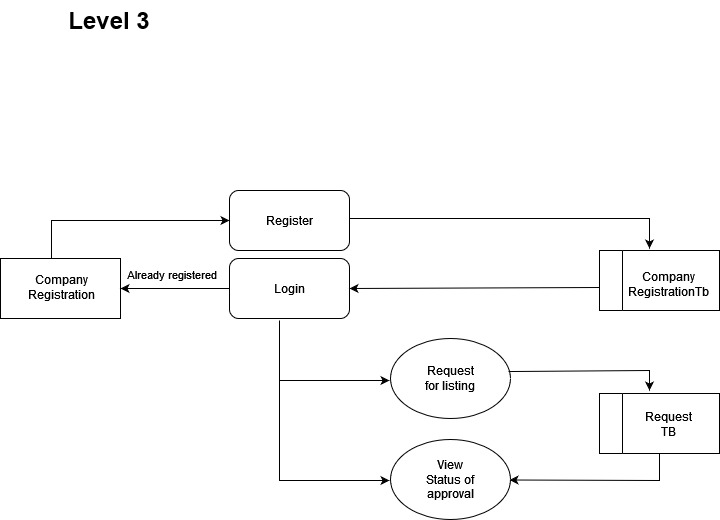 Level 3
Register
Company
Registration
Already registered
Login
Company
RegistrationTb
Request
for listing
Request
TB
View
Status of
approval